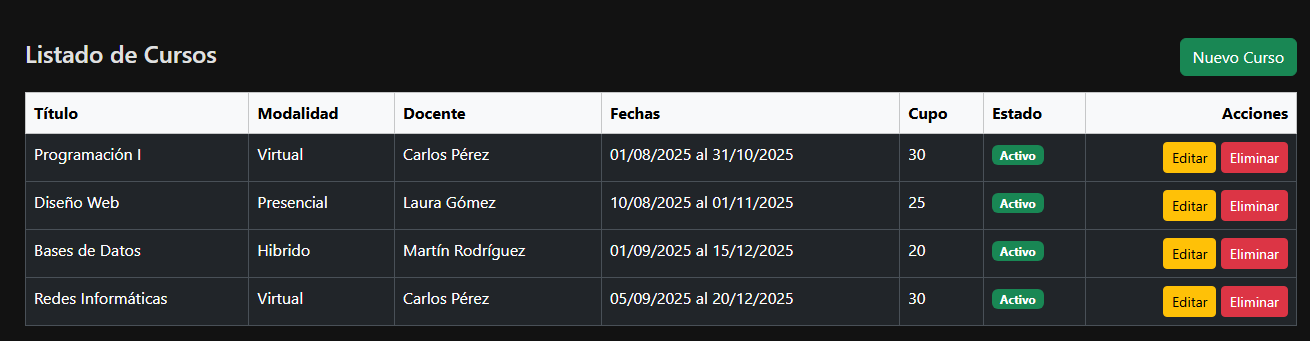 Listado de Cursos
Nuevo Curso
Título Modalidad Docente Fechas Cupo Estado Acciones
Programación I Virtual Carlos Pérez 01/08/2025 al 31/10/2025 30 Activo Editar Eliminar
Diseño Web Presencial Laura Gómez 10/08/2025 al 01/11/2025 25 Activo Editar Eliminar
Bases de Datos Hibrido Martín Rodríguez 01/09/2025 al 15/12/2025 20 Activo Editar Eliminar
Redes Informáticas Virtual Carlos Pérez 05/09/2025 al 20/12/2025 30 Activo Editar Eliminar